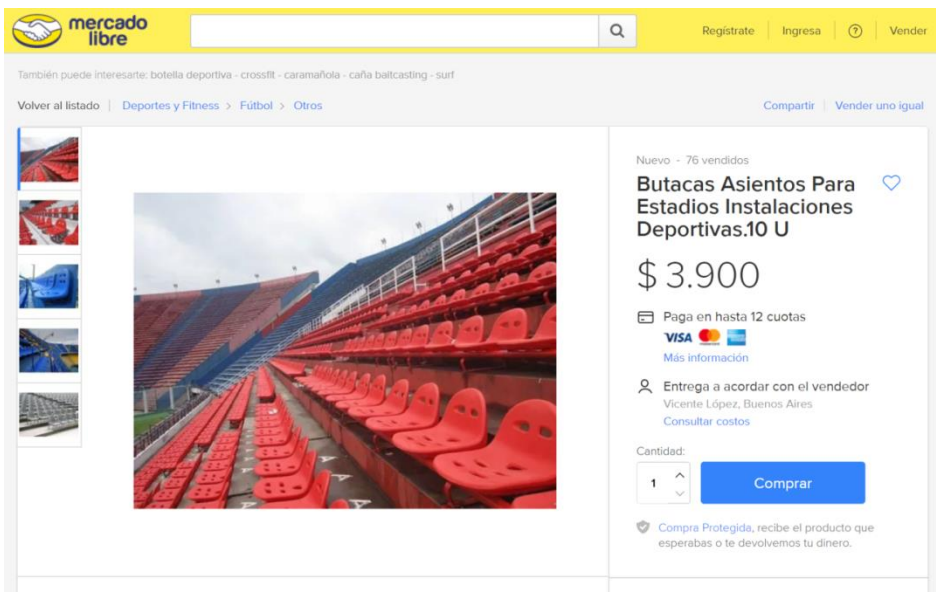 mercado
libre
Regístrate
Ingresa
?
Vender
También puede interesarte: botella deportiva - crossfit - caramañola - caña baitcasting - surf
Volver al listado
Deportes y Fitness > Fútbol > Otros
Compartir
Vender uno igual
Nuevo - 76 vendidos
Butacas Asientos Para
Estadios Instalaciones
Deportivas.10 U
$ 3.900
Paga en hasta 12 cuotas
VISA
Más información
Entrega a acordar con el vendedor
Vicente López, Buenos Aires
Consultar costos
Cantidad:
1
Comprar
Compra Protegida, recibe el producto que
esperabas o te devolvemos tu dinero.